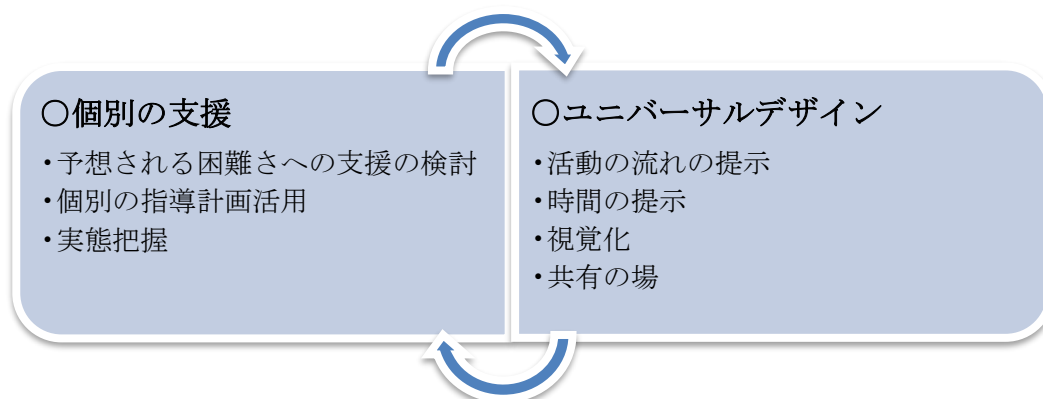 ○個別の支援
・予想される困難さへの支援の検討
・個別の指導計画活用
・実態把握
○ユニバーサルデザイン
・活動の流れの提示
・時間の提示
・視覚化
・共有の場